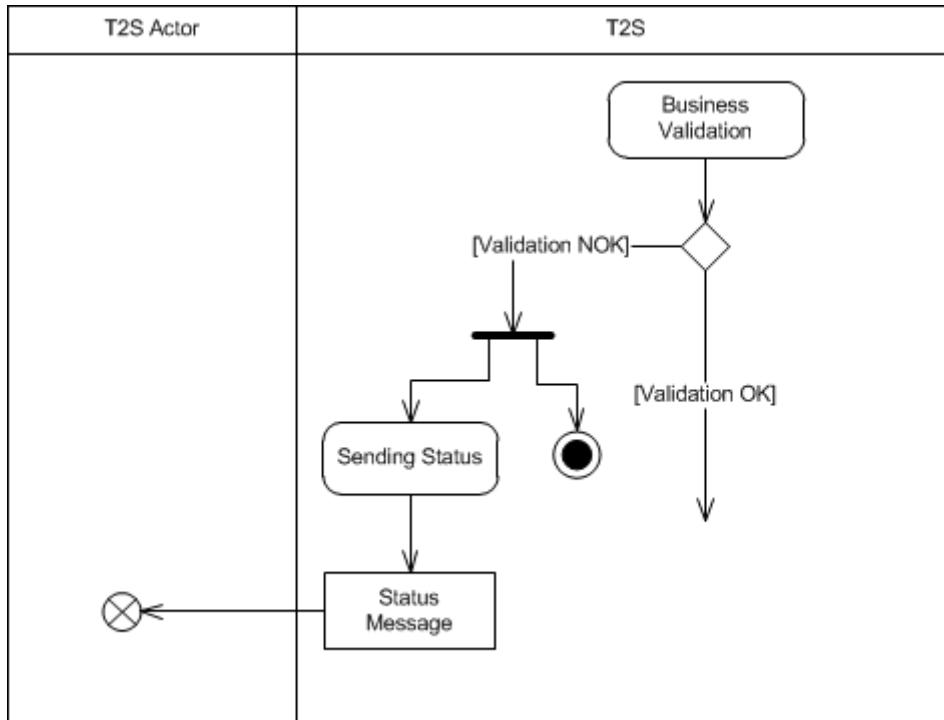 T2S Actor
T2S
Business
Validation
[Validation NOK]
[Validation OK]
Sending Status
Status
Message